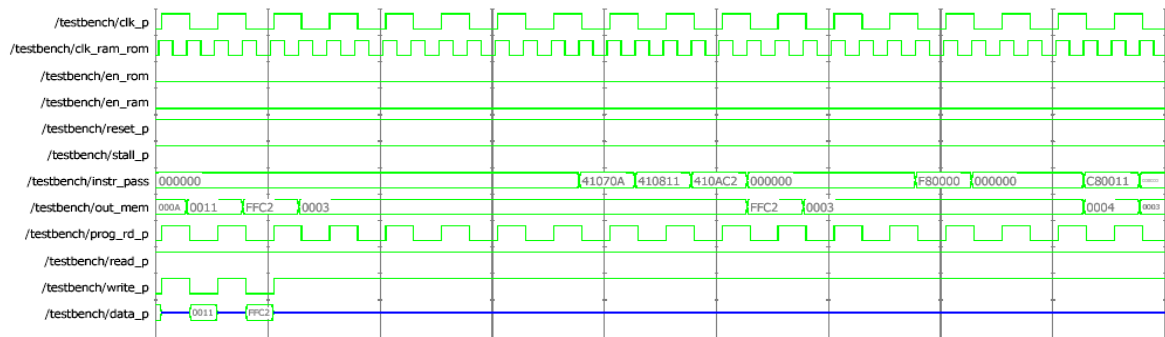 /testbench/clk_p
/testbench/clk_ram_rom
/testbench/en_rom
/testbench/en_ram
/testbench/reset_p
/testbench/stall_p
/testbench/instr_pass 000000 41070A 410811 410AC2 000000 F80000 000000 C80011
/testbench/out_mem 000A 0011 FFC2 0003 FFC2 0003 0004 0003
/testbench/prog_rd_p
/testbench/read_p
/testbench/write_p
/testbench/data_p 0011 FFC2